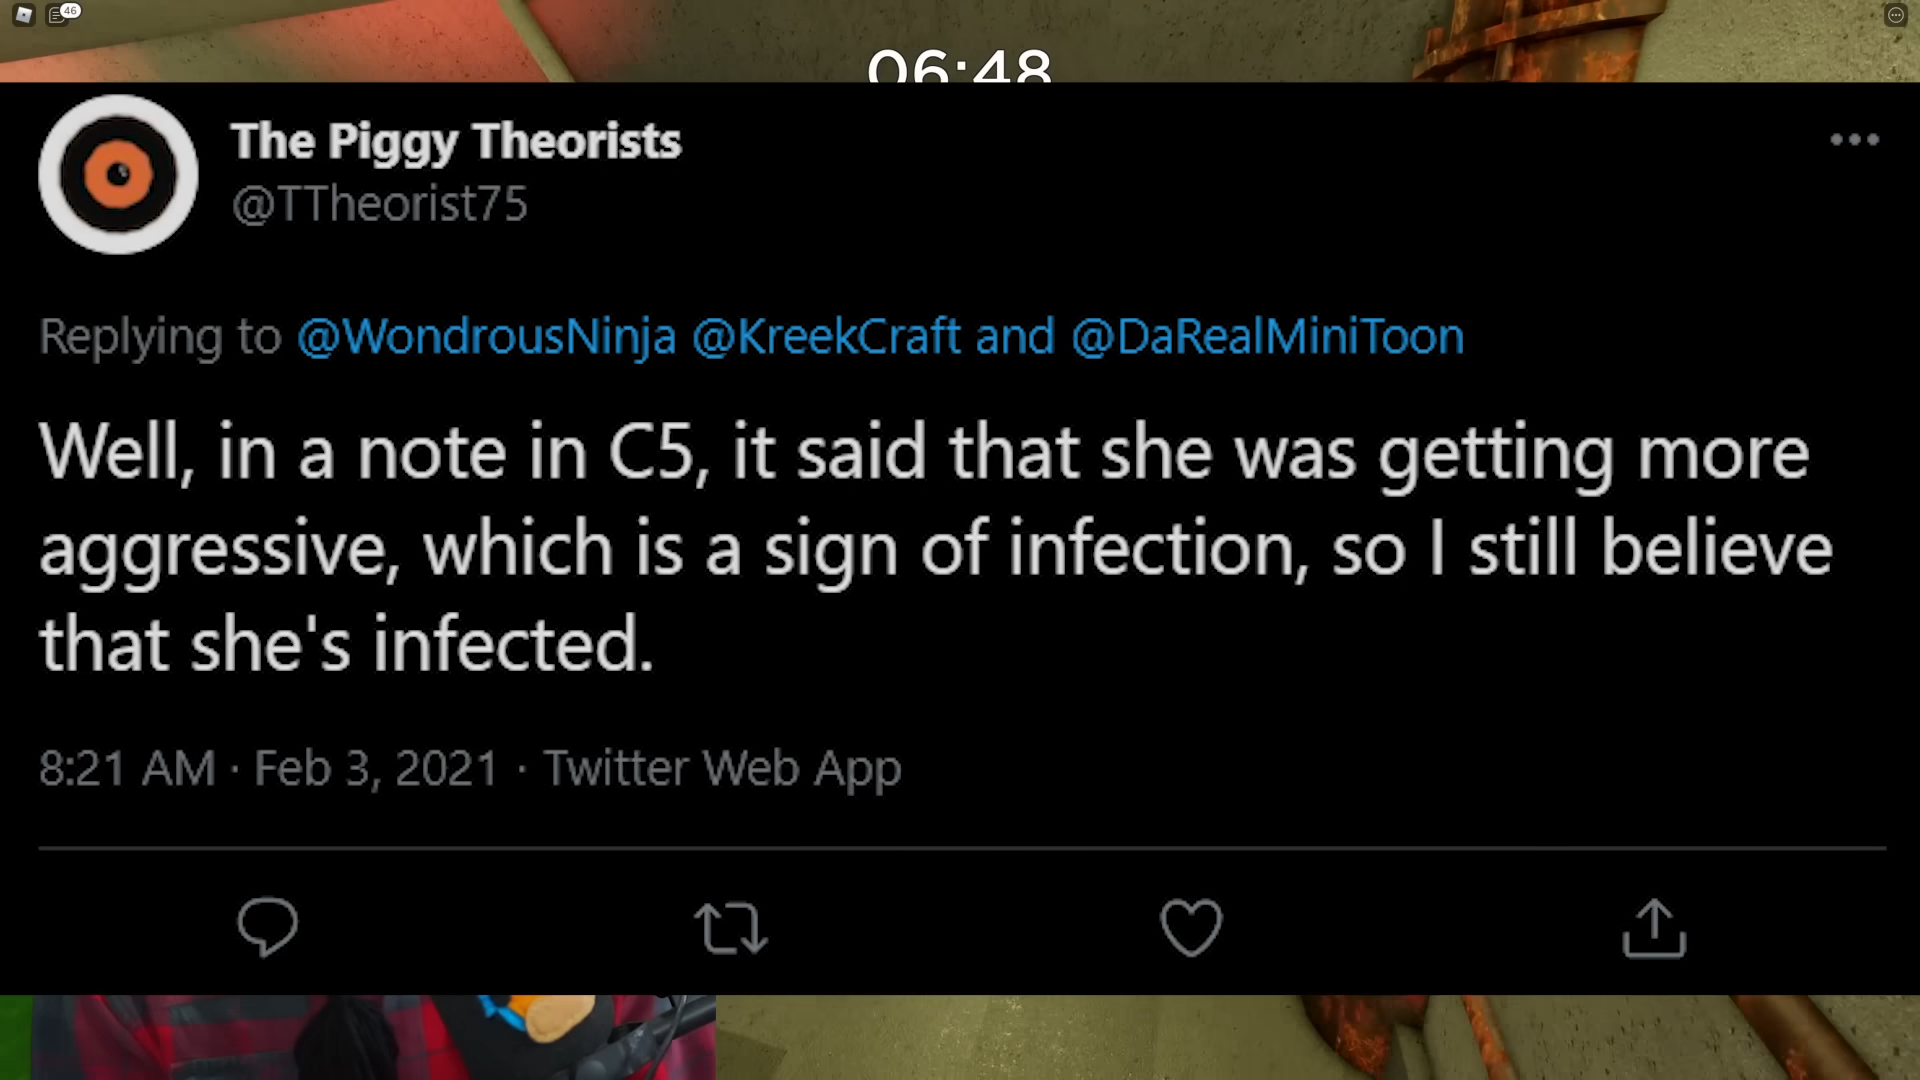 46
06:48
The Piggy Theorists
@TTheorist75
Replying to @WondrousNinja @KreekCraft and @DaRealMiniToon
Well, in a note in C5, it said that she was getting more
aggressive, which is a sign of infection, so I still believe
that she's infected.
8:21 AM · Feb 3, 2021 · Twitter Web App